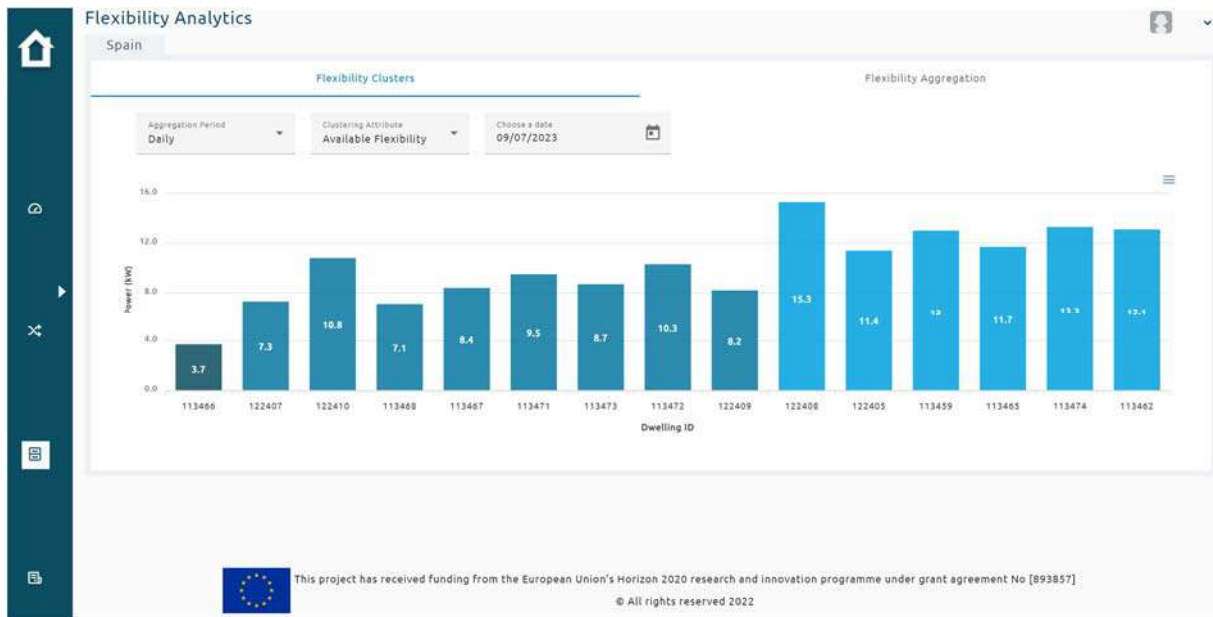 Flexibility Analytics
Spain
Flexibility Clusters
Flexibility Aggregation
Aggregation Period
Daily
Clustering Attribute
Available Flexibility
Choose a date
09/07/2023
16.0
12.0
8.0
4.0
0.0
Power (kW)
3.7
7.3
10.8
7.1
8.4
9.5
8.7
10.3
8.2
15.3
11.4
13
11.7
13.3
13.1
113466
122407
122410
113468
113467
113471
113473
113472
122409
122408
122405
113459
113465
113474
113462
Dwelling ID
This project has received funding from the European Union's Horizon 2020 research and innovation programme under grant agreement No [893857]
© All rights reserved 2022